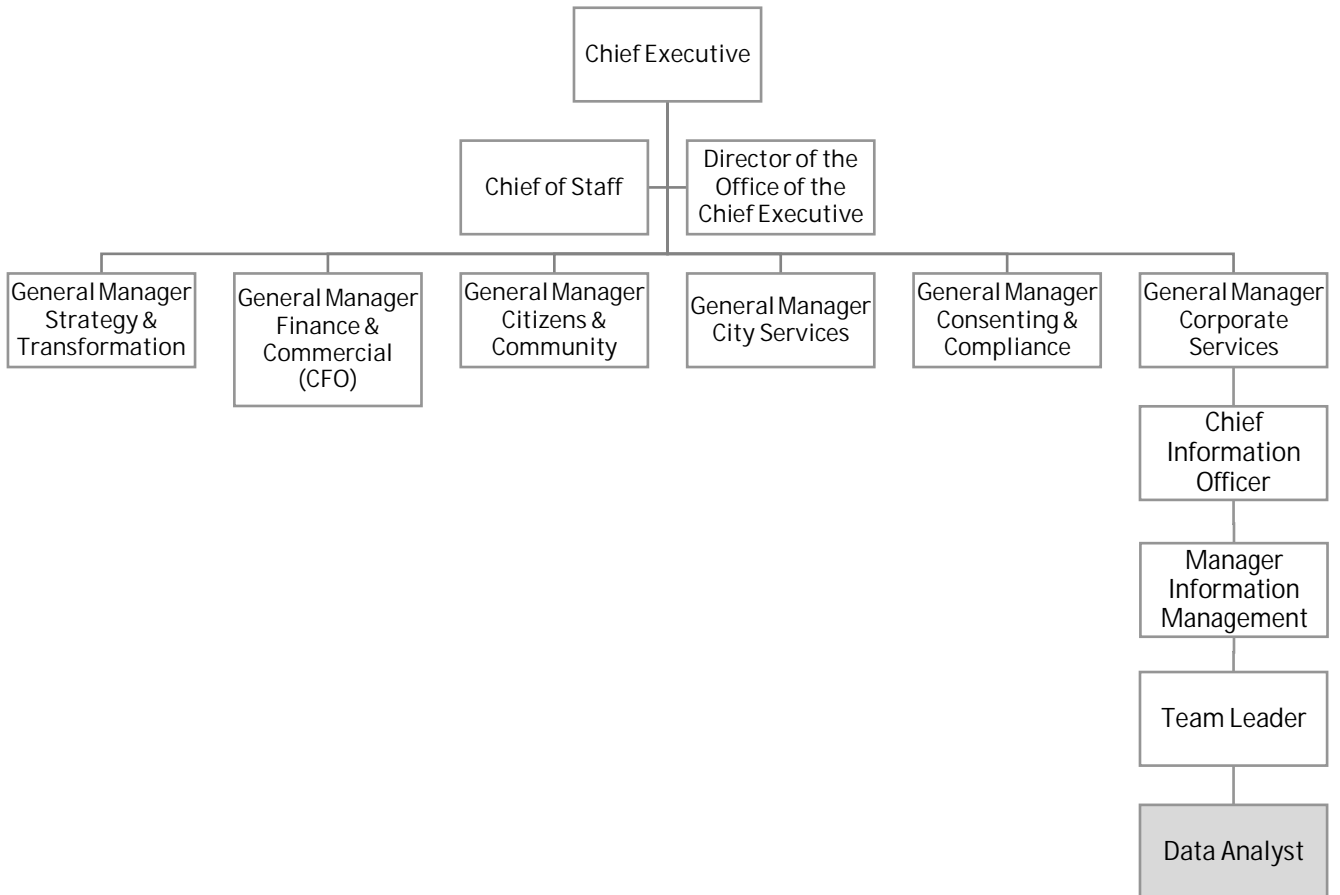 Chief Executive
Chief of Staff
Director of the
Office of the
Chief Executive
General Manager
Strategy &
Transformation
General Manager
Finance &
Commercial
(CFO)
General Manager
Citizens &
Community
General Manager
City Services
General Manager
Consenting &
Compliance
General Manager
Corporate
Services
Chief
Information
Officer
Manager
Information
Management
Team Leader
Data Analyst